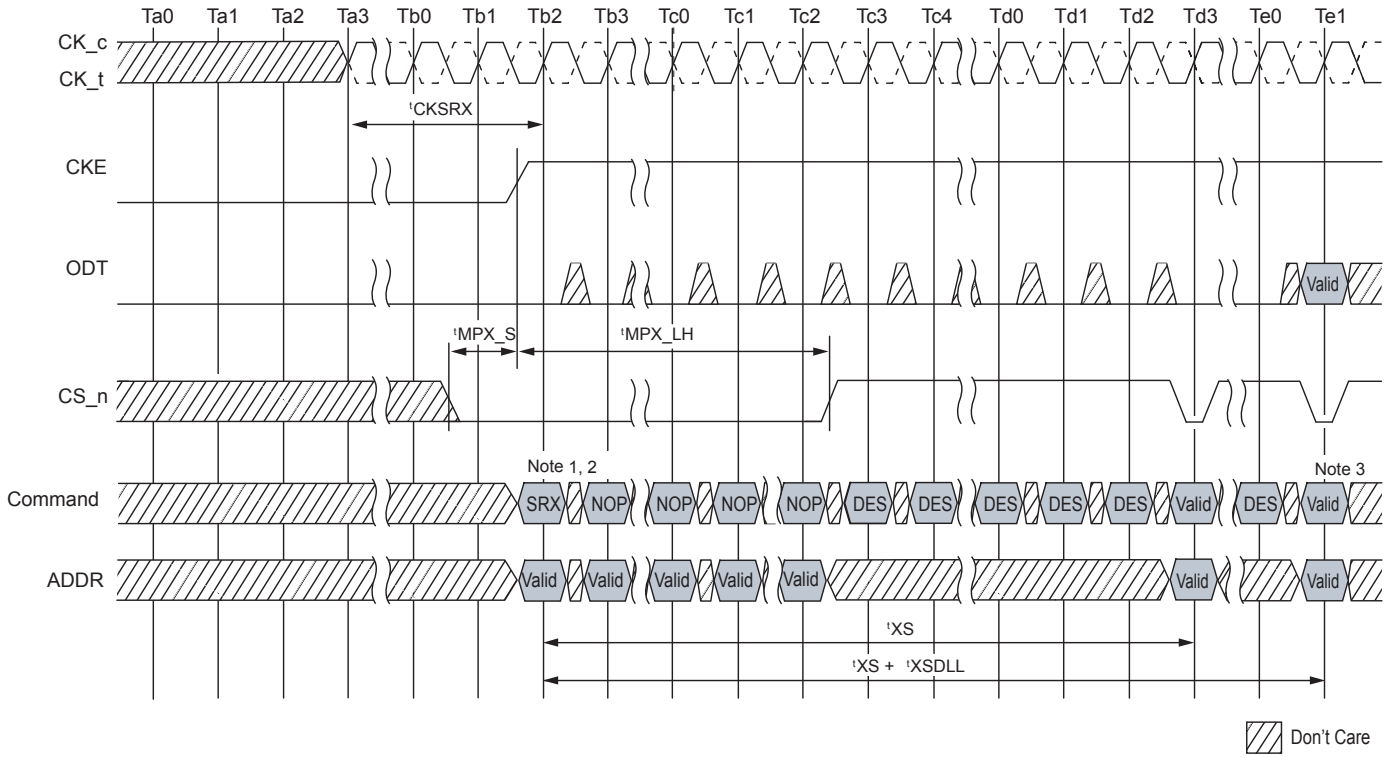 Ta0 Ta1 Ta2 Ta3 Tb0 Tb1 Tb2 Tb3 Tc0 Tc1 Tc2 Tc3 Tc4 Td0 Td1 Td2 Td3 Te0 Te1
CK_c
CK_t
tCKSRX
CKE
ODT
Valid
tMPX_S tMPX_LH
CS_n
Note 1, 2 Note 3
Command SRX NOP NOP NOP NOP DES DES DES DES DES Valid DES Valid
ADDR Valid Valid Valid Valid Valid Valid Valid
tXS
tXS + tXSDLL
Don't Care